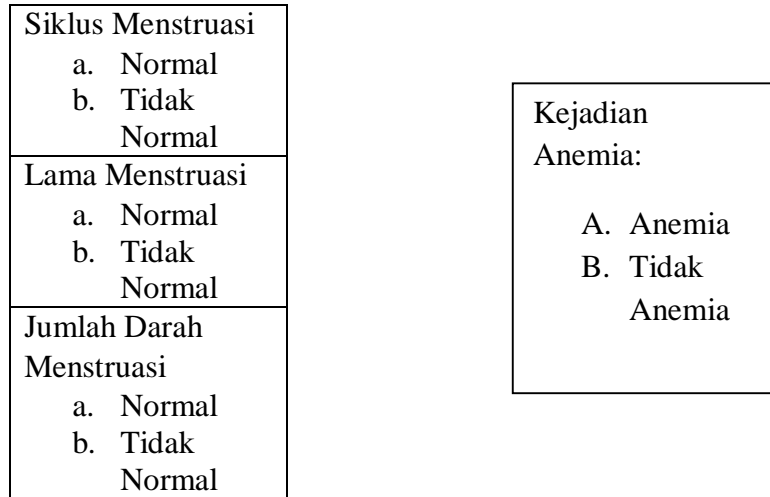 Siklus Menstruasi
a. Normal
b. Tidak
Normal
Lama Menstruasi
a. Normal
b. Tidak
Normal
Jumlah Darah
Menstruasi
a. Normal
b. Tidak
Normal
Kejadian
Anemia:
A. Anemia
B. Tidak
Anemia